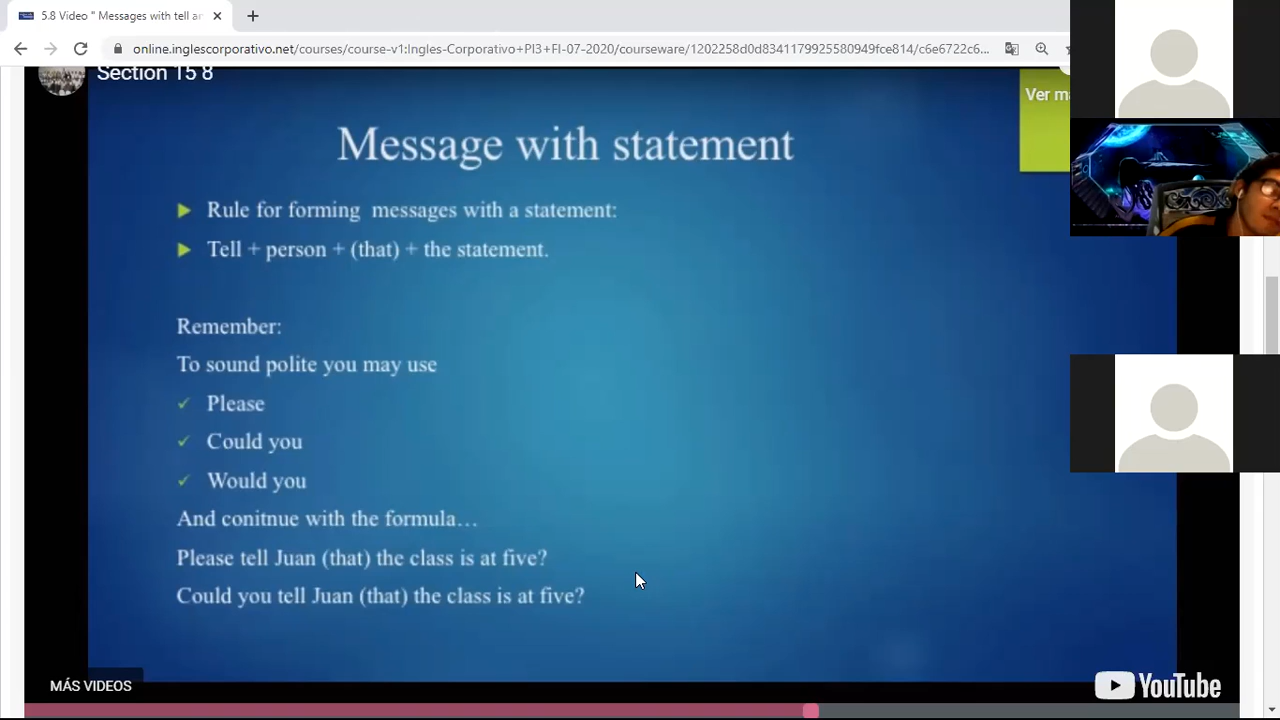 5.8 Video " Messages with tell ar
online.inglescorporativo.net/courses/course-v1:Ingles-Corporativo+PI3+FI-07-2020/courseware/1202258d0d8341179925580949fce814/c6e6722c6...
Section 15 8
Ver m
Message with statement
Rule for forming messages with a statement:
Tell + person + (that) + the statement.
Remember:
To sound polite you may use
Please
Could you
Would you
And conitnue with the formula…
Please tell Juan (that) the class is at five?
Could you tell Juan (that) the class is at five?
MÁS VIDEOS
YouTube